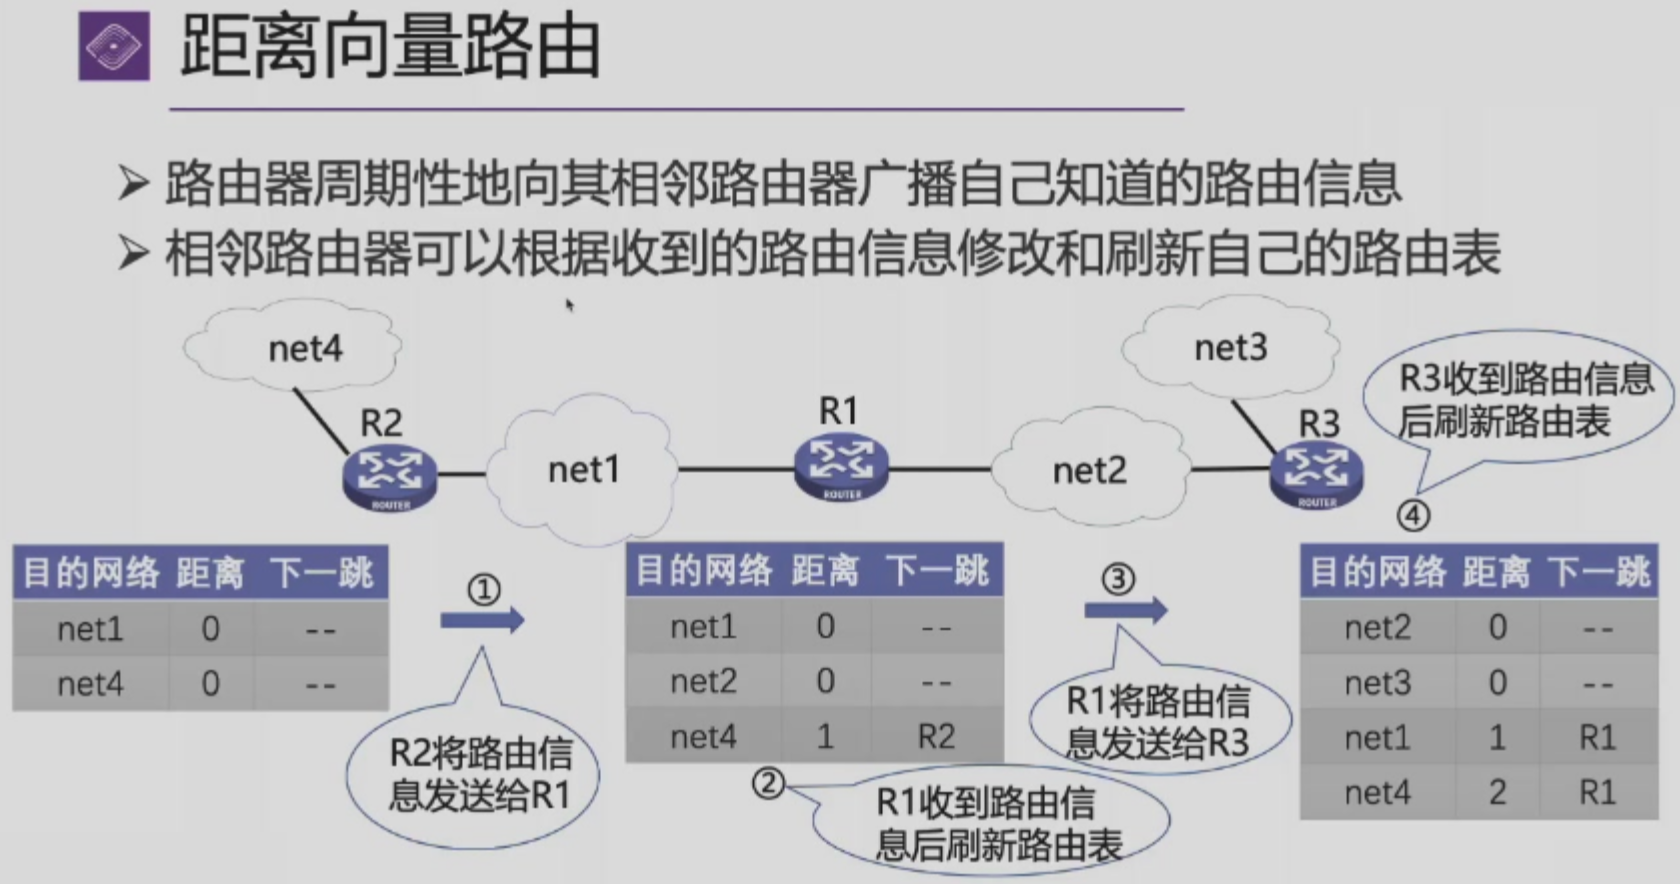 距离向量路由
➢ 路由器周期性地向其相邻路由器广播自己知道的路由信息
➢ 相邻路由器可以根据收到的路由信息修改和刷新自己的路由表
net4
net3
R3收到路由信息
后刷新路由表
R2
R1
R3
net1
net2
ROUTER
ROUTER
ROUTER
④
目的网络 距离 下一跳
net1 0 --
net4 0 --
①
R2将路由信
息发送给R1
目的网络 距离 下一跳
net1 0 --
net2 0 --
net4 1 R2
②
R1收到路由信
息后刷新路由表
③
R1将路由信
息发送给R3
目的网络 距离 下一跳
net2 0 --
net3 0 --
net1 1 R1
net4 2 R1